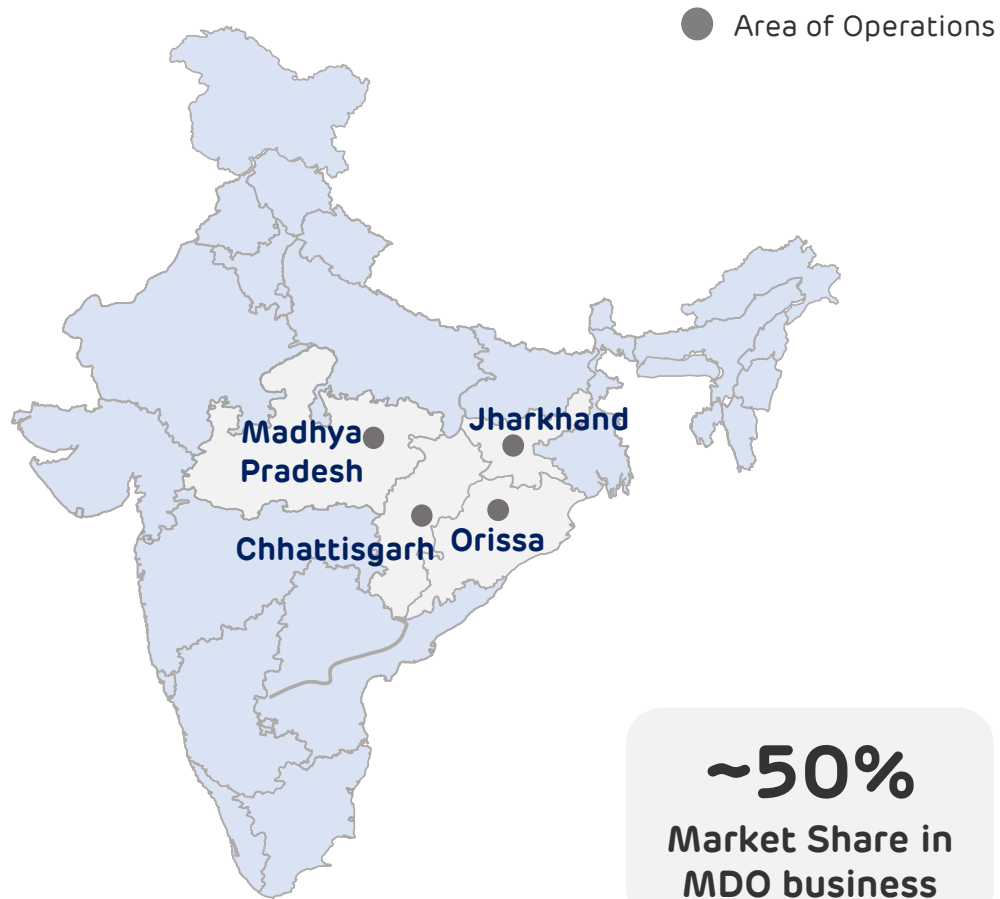 Area of Operations
Jharkhand
Madhya
Pradesh
Orissa
Chhattisgarh
~50%
Market Share in
MDO business